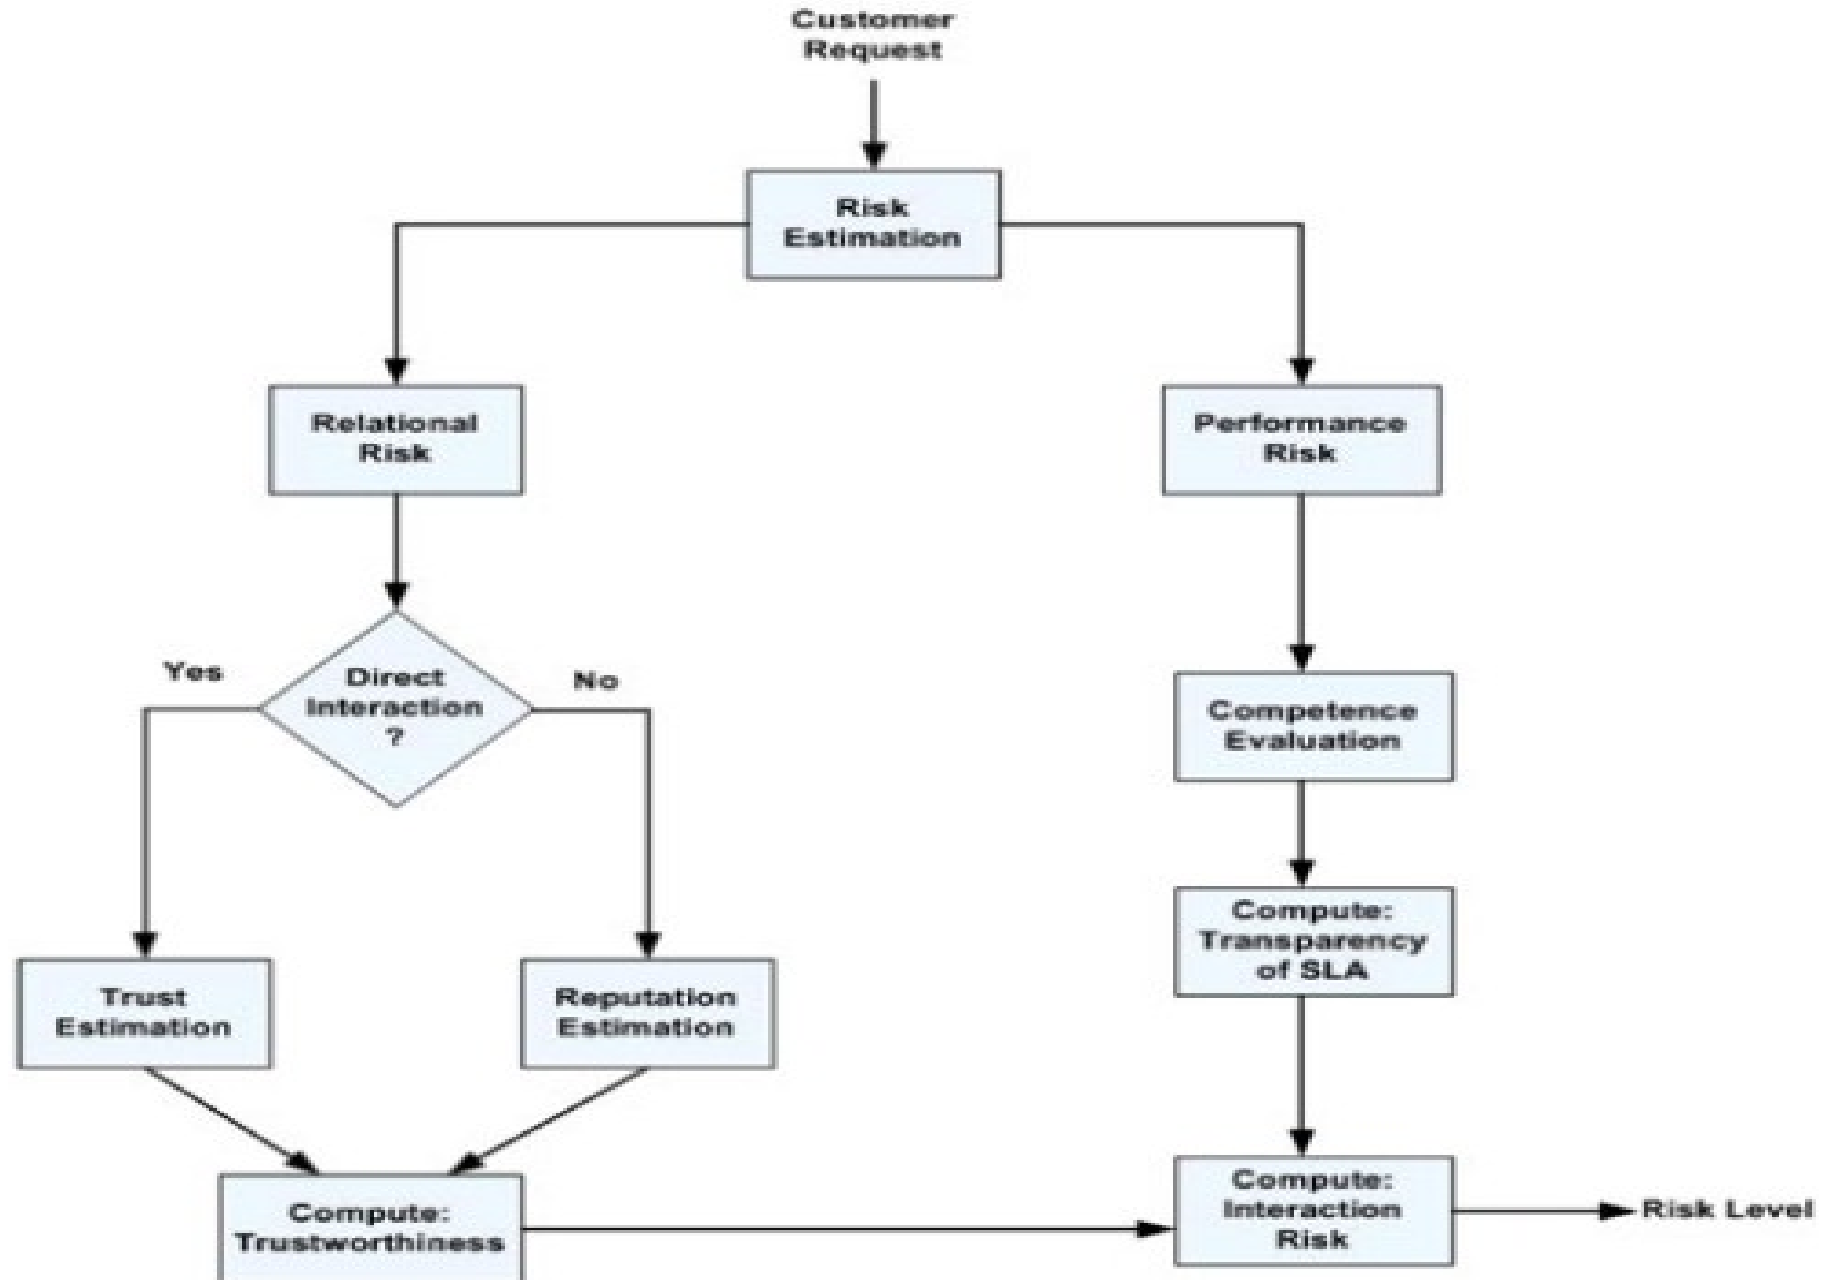 Customer
Request
Risk
Estimation
Relational
Risk
Performance
Risk
Yes
Direct
Interaction
?
No
Competence
Evaluation
Compute:
Transparency
of SLA
Trust
Estimation
Reputation
Estimation
Compute:
Trustworthiness
Compute:
Interaction
Risk
Risk Level